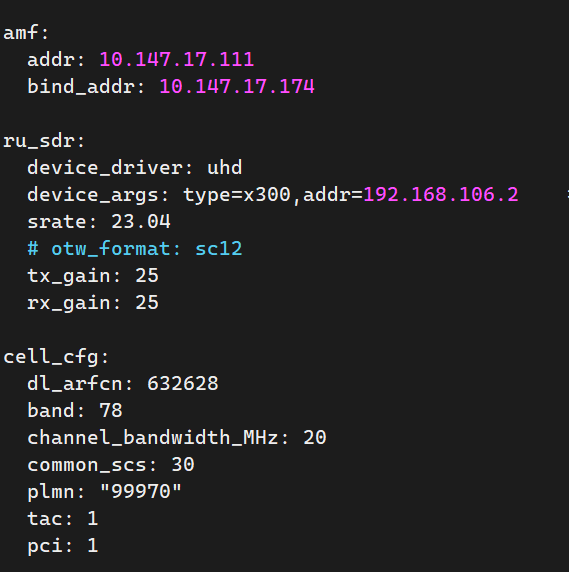 amf:
  addr: 10.147.17.111
  bind_addr: 10.147.17.174

ru_sdr:
  device_driver: uhd
  device_args: type=x300,addr=192.168.106.2
  srate: 23.04
  # otw_format: sc12
  tx_gain: 25
  rx_gain: 25

cell_cfg:
  dl_arfcn: 632628
  band: 78
  channel_bandwidth_MHz: 20
  common_scs: 30
  plmn: "99970"
  tac: 1
  pci: 1